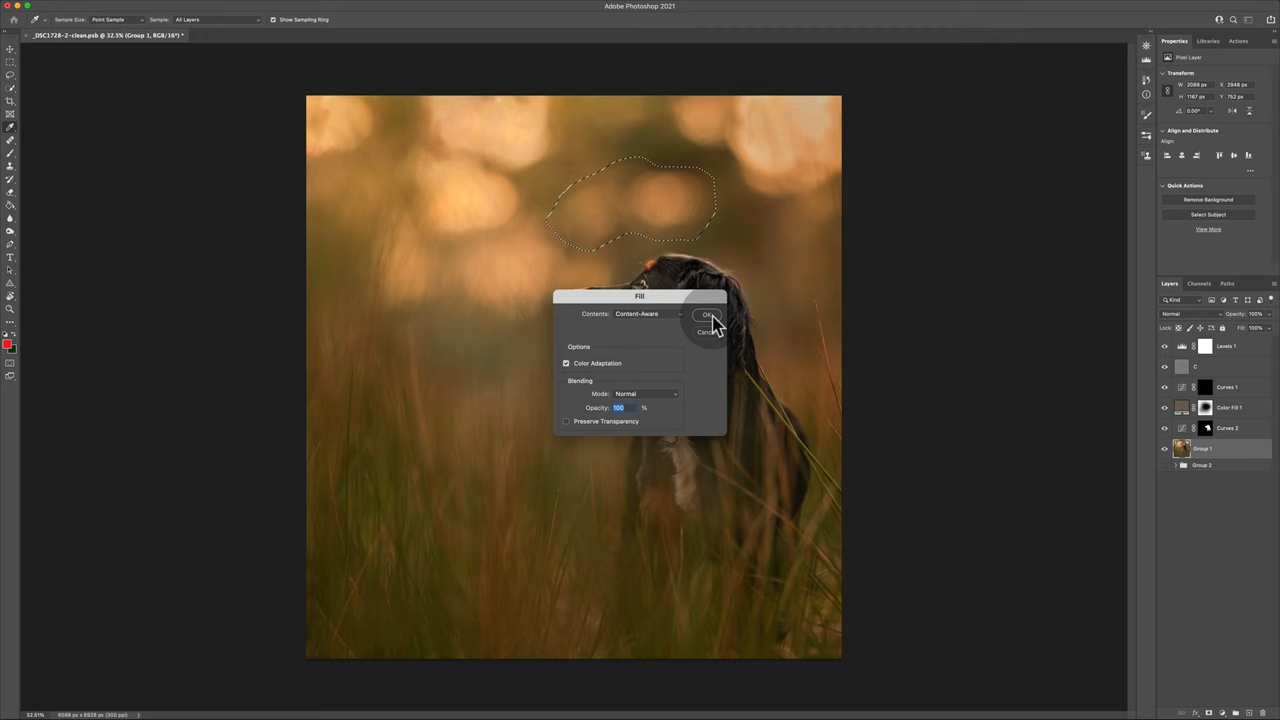 Adobe Photoshop 2021
Sample Size: Point Sample Sample: All Layers Show Sampling Ring
× _DSC1728-2-clean.psb @ 32.5% (Group 1, RGB/16*) *
Properties Libraries Actions
Pixel Layer
Transform
W 2089 px X 2948 px
H 1167 px Y 752 px
0.00°
Align and Distribute
Align:
Quick Actions
Remove Background
Select Subject
View More
Fill
Contents: Content-Aware
OK
Cancel
Options
Color Adaptation
Blending
Mode: Normal
Opacity: 100 %
Preserve Transparency
Layers Channels Paths
Kind
Normal Opacity: 100%
Lock: Fill: 100%
Levels 1
C
Curves 1
Color Fill 1
Curves 2
Group 1
Group 2
32.51% 6588 px x 6928 px (300 ppi)